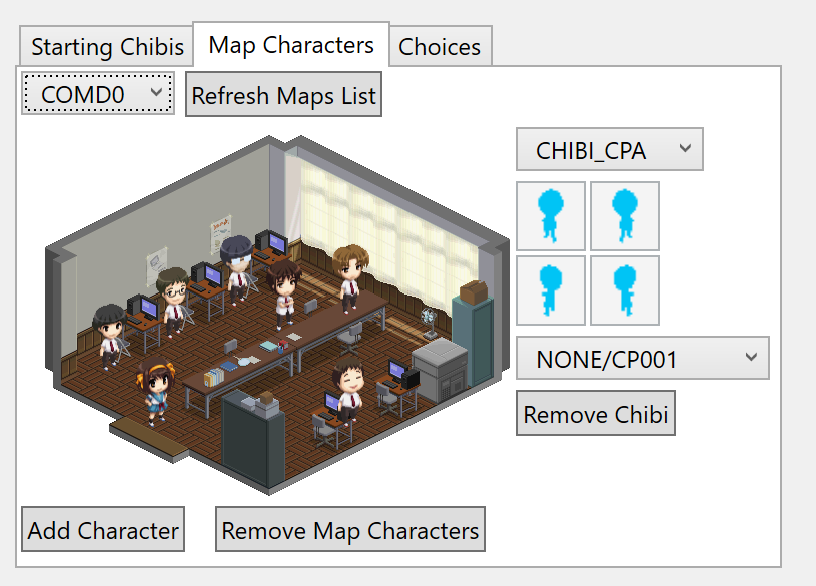 Starting Chibis
Map Characters
Choices
COMD0
Refresh Maps List
CHIBI_CPA
NONE/CP001
Remove Chibi
Add Character
Remove Map Characters